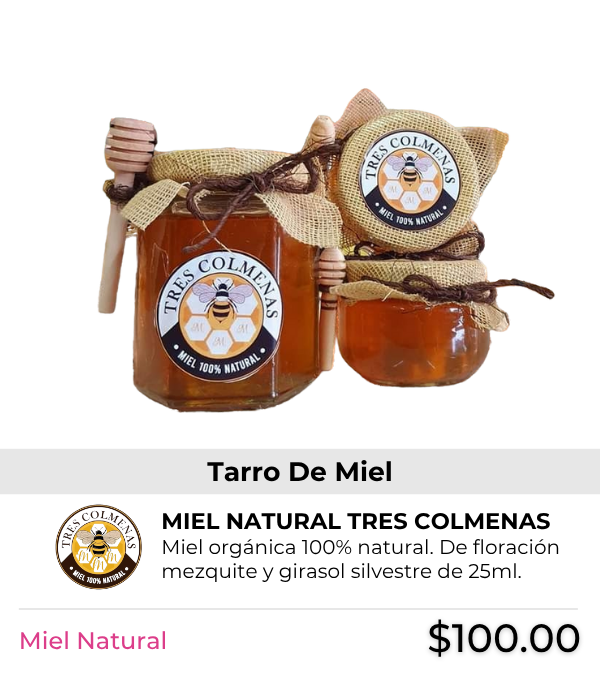 TRES COLMENAS
• MIEL 100% NATURAL •
TRES COLMENAS
• MIEL 100% NATURAL •
Tarro De Miel
TRES COLMENAS
• MIEL 100% NATURAL •
MIEL NATURAL TRES COLMENAS
Miel orgánica 100% natural. De floración
mezquite y girasol silvestre de 25ml.
Miel Natural
$100.00